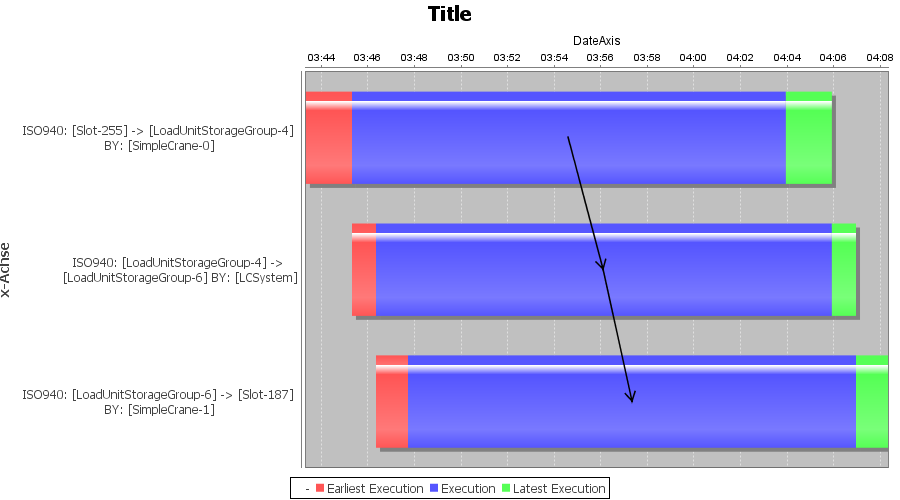 Title
DateAxis
03:44 03:46 03:48 03:50 03:52 03:54 03:56 03:58 04:00 04:02 04:04 04:06 04:08
x-Achse
ISO940: [Slot-255] -> [LoadUnitStorageGroup-4]
BY: [SimpleCrane-0]
ISO940: [LoadUnitStorageGroup-4] ->
[LoadUnitStorageGroup-6] BY: [LCSystem]
ISO940: [LoadUnitStorageGroup-6] -> [Slot-187]
BY: [SimpleCrane-1]
- Earliest Execution Execution Latest Execution